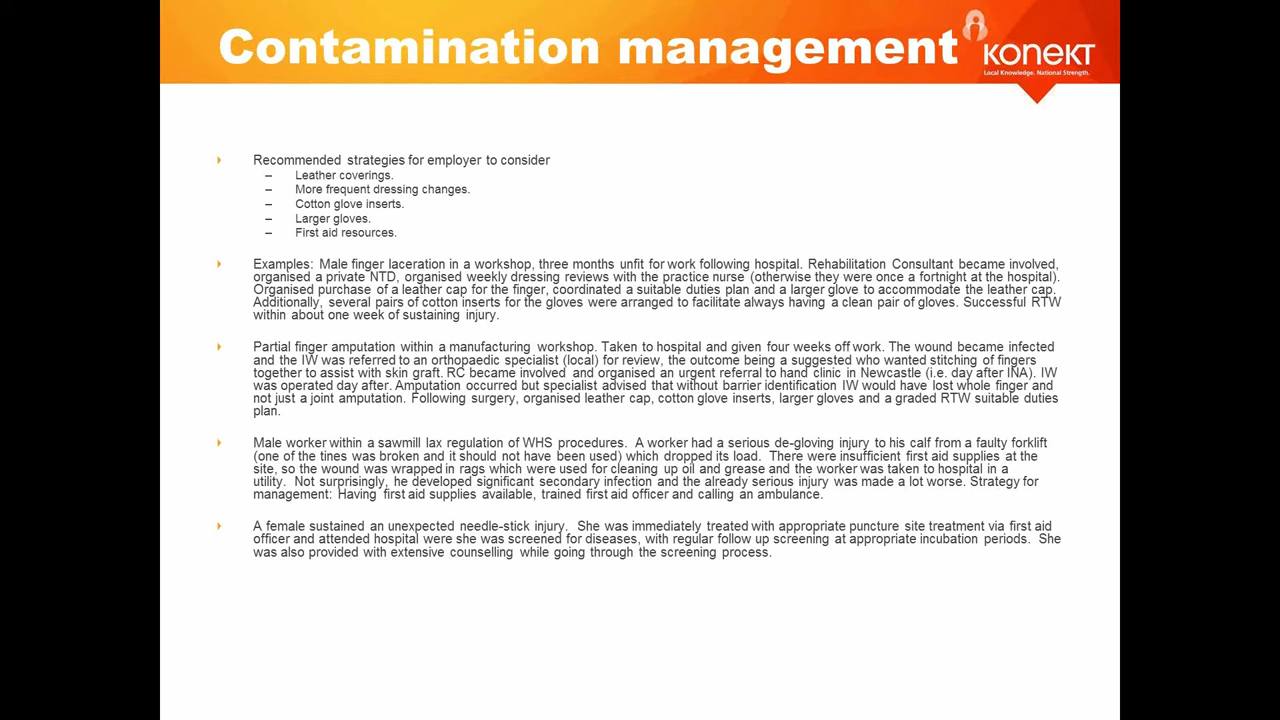 Contamination management
KONEKT
Local Knowledge. National Strength.
Recommended strategies for employer to consider
– Leather coverings.
– More frequent dressing changes.
– Cotton glove inserts.
– Larger gloves.
– First aid resources.
Examples: Male finger laceration in a workshop, three months unfit for work following hospital. Rehabilitation Consultant became involved,
organised a private NTD, organised weekly dressing reviews with the practice nurse (otherwise they were once a fortnight at the hospital).
Organised purchase of a leather cap for the finger, coordinated a suitable duties plan and a larger glove to accommodate the leather cap.
Additionally, several pairs of cotton inserts for the gloves were arranged to facilitate always having a clean pair of gloves. Successful RTW
within about one week of sustaining injury.
Partial finger amputation within a manufacturing workshop. Taken to hospital and given four weeks off work. The wound became infected
and the IW was referred to an orthopaedic specialist (local) for review, the outcome being a suggested who wanted stitching of fingers
together to assist with skin graft. RC became involved and organised an urgent referral to hand clinic in Newcastle (i.e. day after INA). IW
was operated day after. Amputation occurred but specialist advised that without barrier identification IW would have lost whole finger and
not just a joint amputation. Following surgery, organised leather cap, cotton glove inserts, larger gloves and a graded RTW suitable duties
plan.
Male worker within a sawmill lax regulation of WHS procedures. A worker had a serious de-gloving injury to his calf from a faulty forklift
(one of the tines was broken and it should not have been used) which dropped its load. There were insufficient first aid supplies at the
site, so the wound was wrapped in rags which were used for cleaning up oil and grease and the worker was taken to hospital in a
utility. Not surprisingly, he developed significant secondary infection and the already serious injury was made a lot worse. Strategy for
management: Having first aid supplies available, trained first aid officer and calling an ambulance.
A female sustained an unexpected needle-stick injury. She was immediately treated with appropriate puncture site treatment via first aid
officer and attended hospital were she was screened for diseases, with regular follow up screening at appropriate incubation periods. She
was also provided with extensive counselling while going through the screening process.